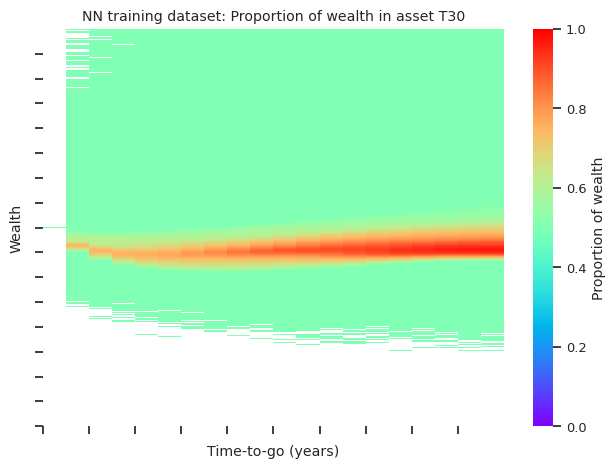 NN training dataset: Proportion of wealth in asset T30
Wealth
Time-to-go (years)
1.0
0.8
0.6
0.4
0.2
0.0
Proportion of wealth